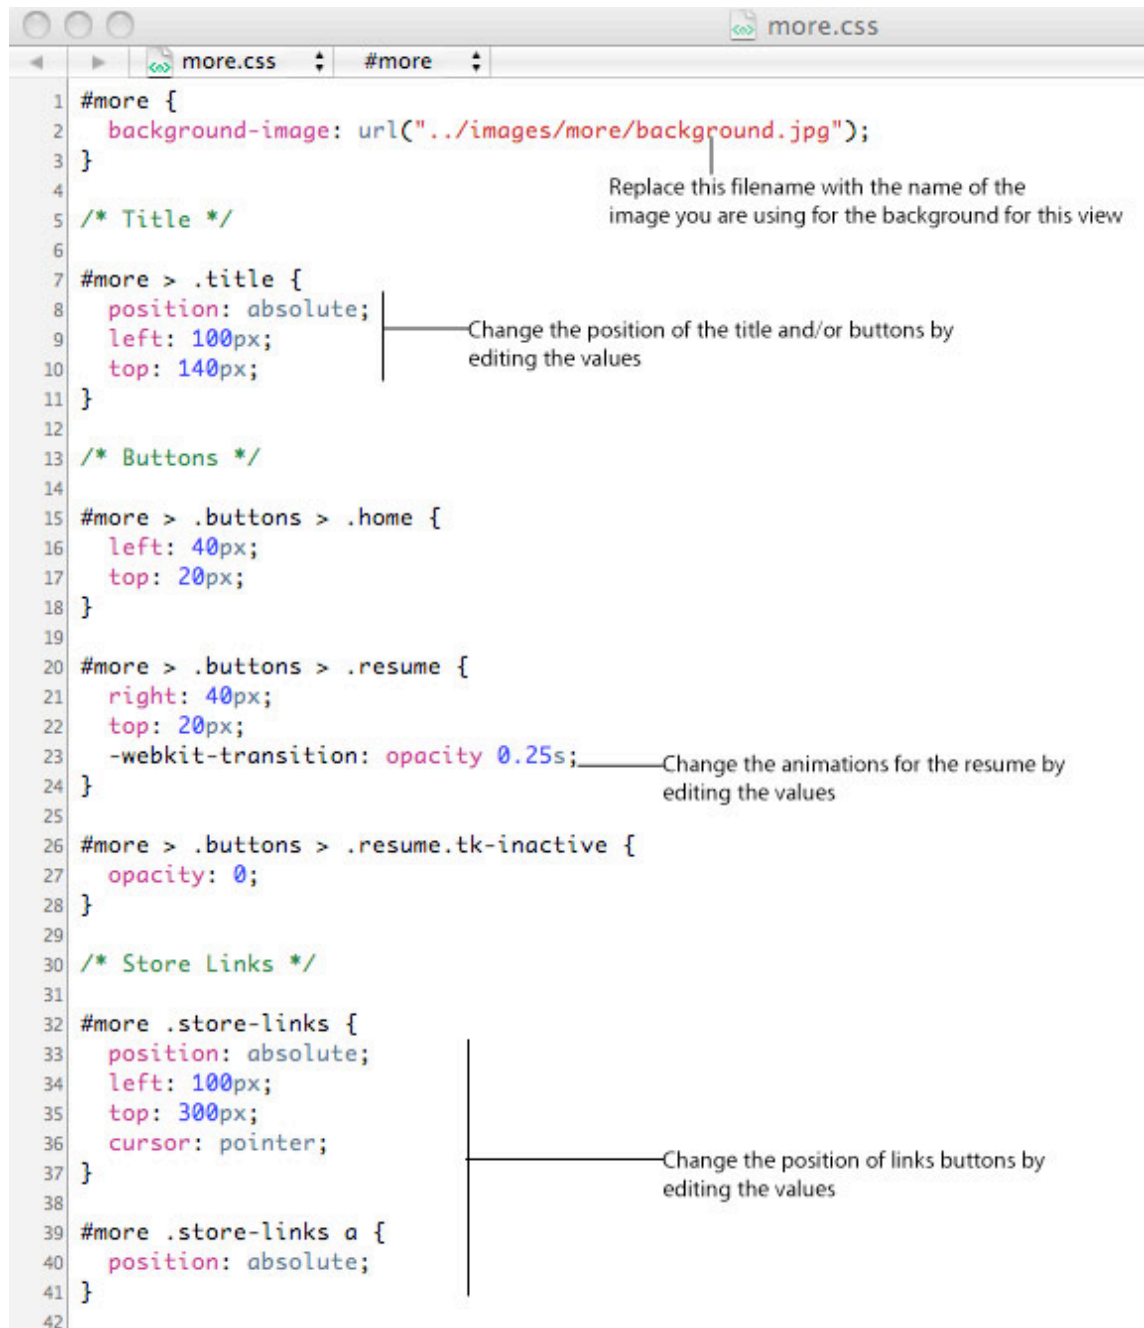 more.css
more.css #more
1 #more {
2 background-image: url("../images/more/background.jpg");
3 }
Replace this filename with the name of the
4
image you are using for the background for this view
5 /* Title */
6
7 #more > .title {
8 position: absolute;
Change the position of the title and/or buttons by
9 left: 100px;
editing the values
10 top: 140px;
11 }
12
13 /* Buttons */
14
15 #more > .buttons > .home {
16 left: 40px;
17 top: 20px;
18 }
19
20 #more > .buttons > .resume {
21 right: 40px;
22 top: 20px;
23 -webkit-transition: opacity 0.25s;
Change the animations for the resume by
24 }
editing the values
25
26 #more > .buttons > .resume.tk-inactive {
27 opacity: 0;
28 }
29
30 /* Store Links */
31
32 #more .store-links {
33 position: absolute;
34 left: 100px;
35 top: 300px;
36 cursor: pointer;
Change the position of links buttons by
37 }
editing the values
38
39 #more .store-links a {
40 position: absolute;
41 }
42